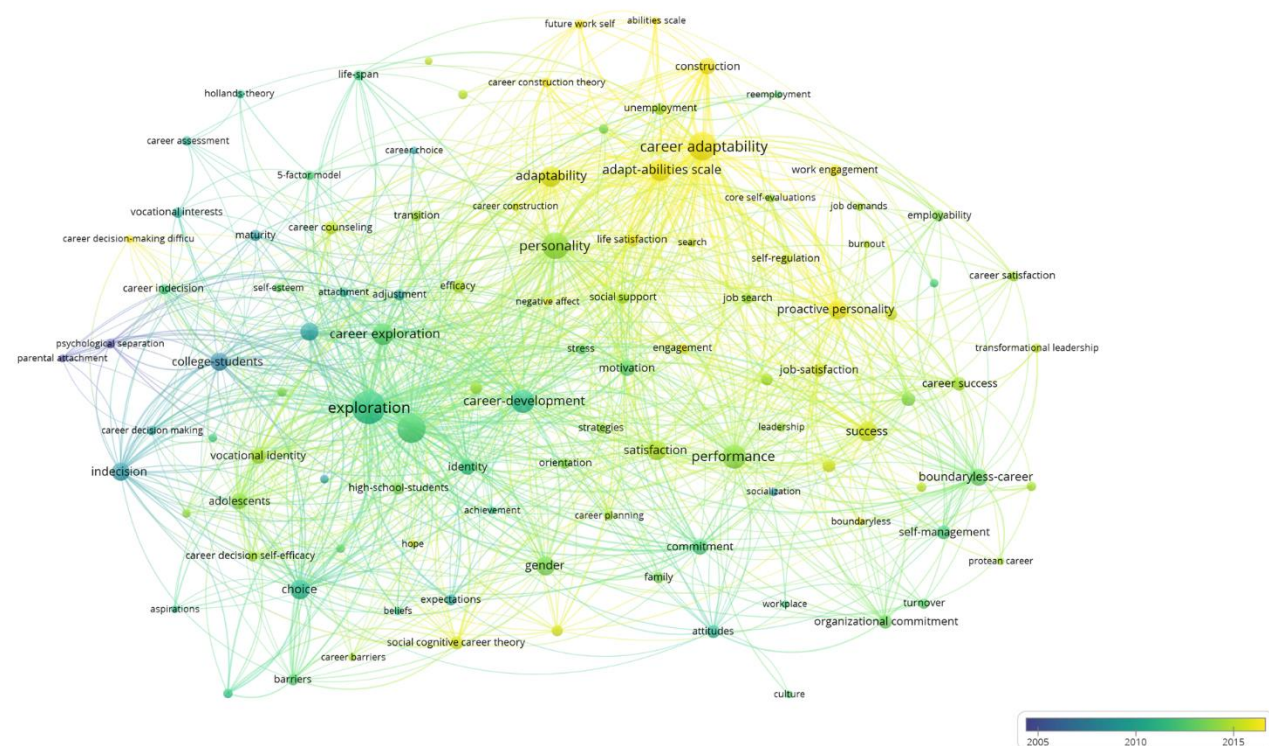 future work self
abilities scale
construction
life-span
career construction theory
hollands-theory
reemployment
unemployment
career assessment
career choice
career adaptability
5-factor model
adaptability
adapt-abilities scale
work engagement
career construction
core self-evaluations
job demands
vocational interests
career counseling
transition
employability
career decision-making difficu
maturity
personality
life satisfaction
search
burnout
self-regulation
career satisfaction
career indecision
self-esteem
attachment
adjustment
efficacy
negative affect
social support
job search
proactive personality
psychological separation
parental attachment
college-students
career exploration
stress
engagement
transformational leadership
motivation
job-satisfaction
career success
exploration
career-development
career decision making
strategies
leadership
success
vocational identity
satisfaction
performance
indecision
identity
orientation
boundaryless-career
high-school-students
socialization
adolescents
achievement
career planning
boundaryless
self-management
career decision self-efficacy
hope
commitment
protean career
gender
choice
family
aspirations
beliefs
expectations
workplace
turnover
attitudes
organizational commitment
social cognitive career theory
career barriers
barriers
culture
2005
2010
2015